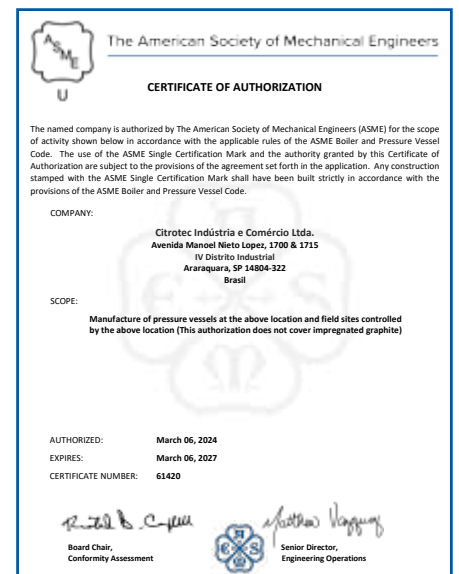 ASME
The American Society of Mechanical Engineers
U
CERTIFICATE OF AUTHORIZATION
The named company is authorized by The American Society of Mechanical Engineers (ASME) for the scope
of activity shown below in accordance with the applicable rules of the ASME Boiler and Pressure Vessel
Code. The use of the ASME Single Certification Mark and the authority granted by this Certificate of
Authorization are subject to the provisions of the agreement set forth in the application. Any construction
stamped with the ASME Single Certification Mark shall have been built strictly in accordance with the
provisions of the ASME Boiler and Pressure Vessel Code.
COMPANY:
Citrotec Indústria e Comércio Ltda.
Avenida Manoel Nieto Lopez, 1700 & 1715
IV Distrito Industrial
Araraquara, SP 14804-322
Brasil
SCOPE:
Manufacture of pressure vessels at the above location and field sites controlled
by the above location (This authorization does not cover impregnated graphite)
AUTHORIZED: March 06, 2024
EXPIRES: March 06, 2027
CERTIFICATE NUMBER: 61420
Board Chair,
Conformity Assessment
Senior Director,
Engineering Operations